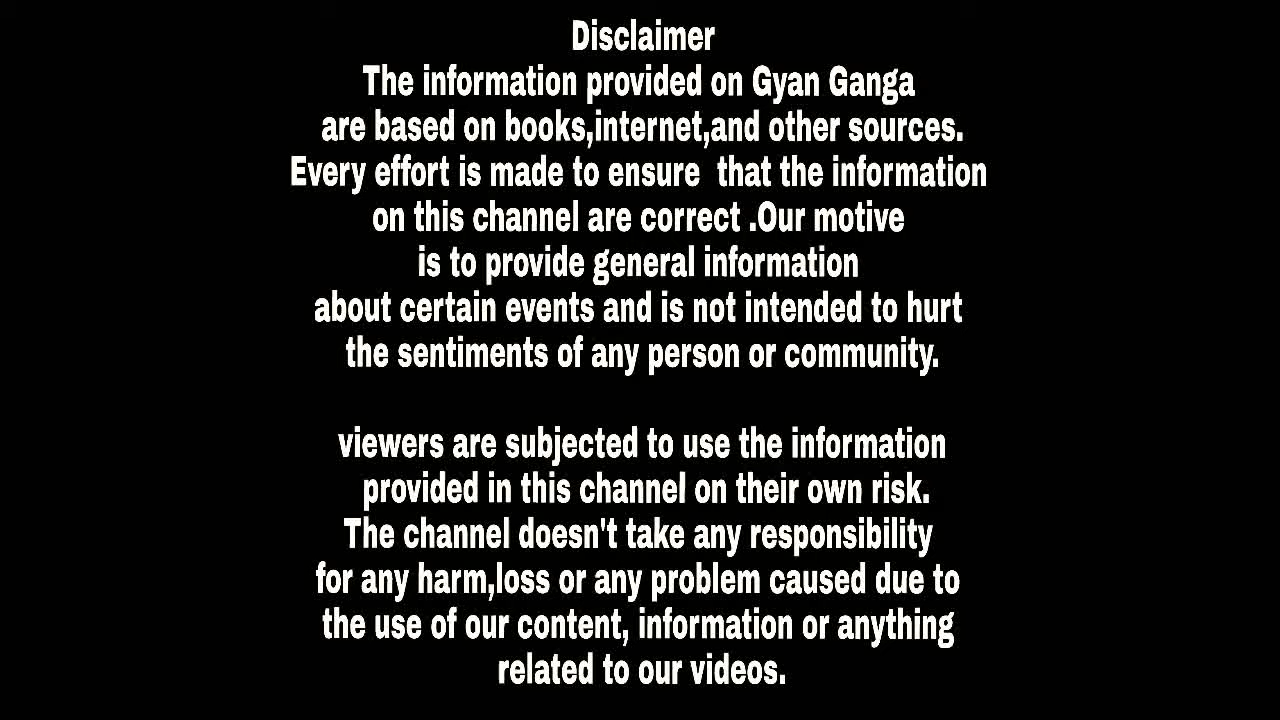 Disclaimer
The information provided on Gyan Ganga
are based on books,internet,and other sources.
Every effort is made to ensure  that the information
on this channel are correct .Our motive
is to provide general information
about certain events and is not intended to hurt
the sentiments of any person or community.
viewers are subjected to use the information
provided in this channel on their own risk.
The channel doesn't take any responsibility
for any harm,loss or any problem caused due to
the use of our content, information or anything
related to our videos.